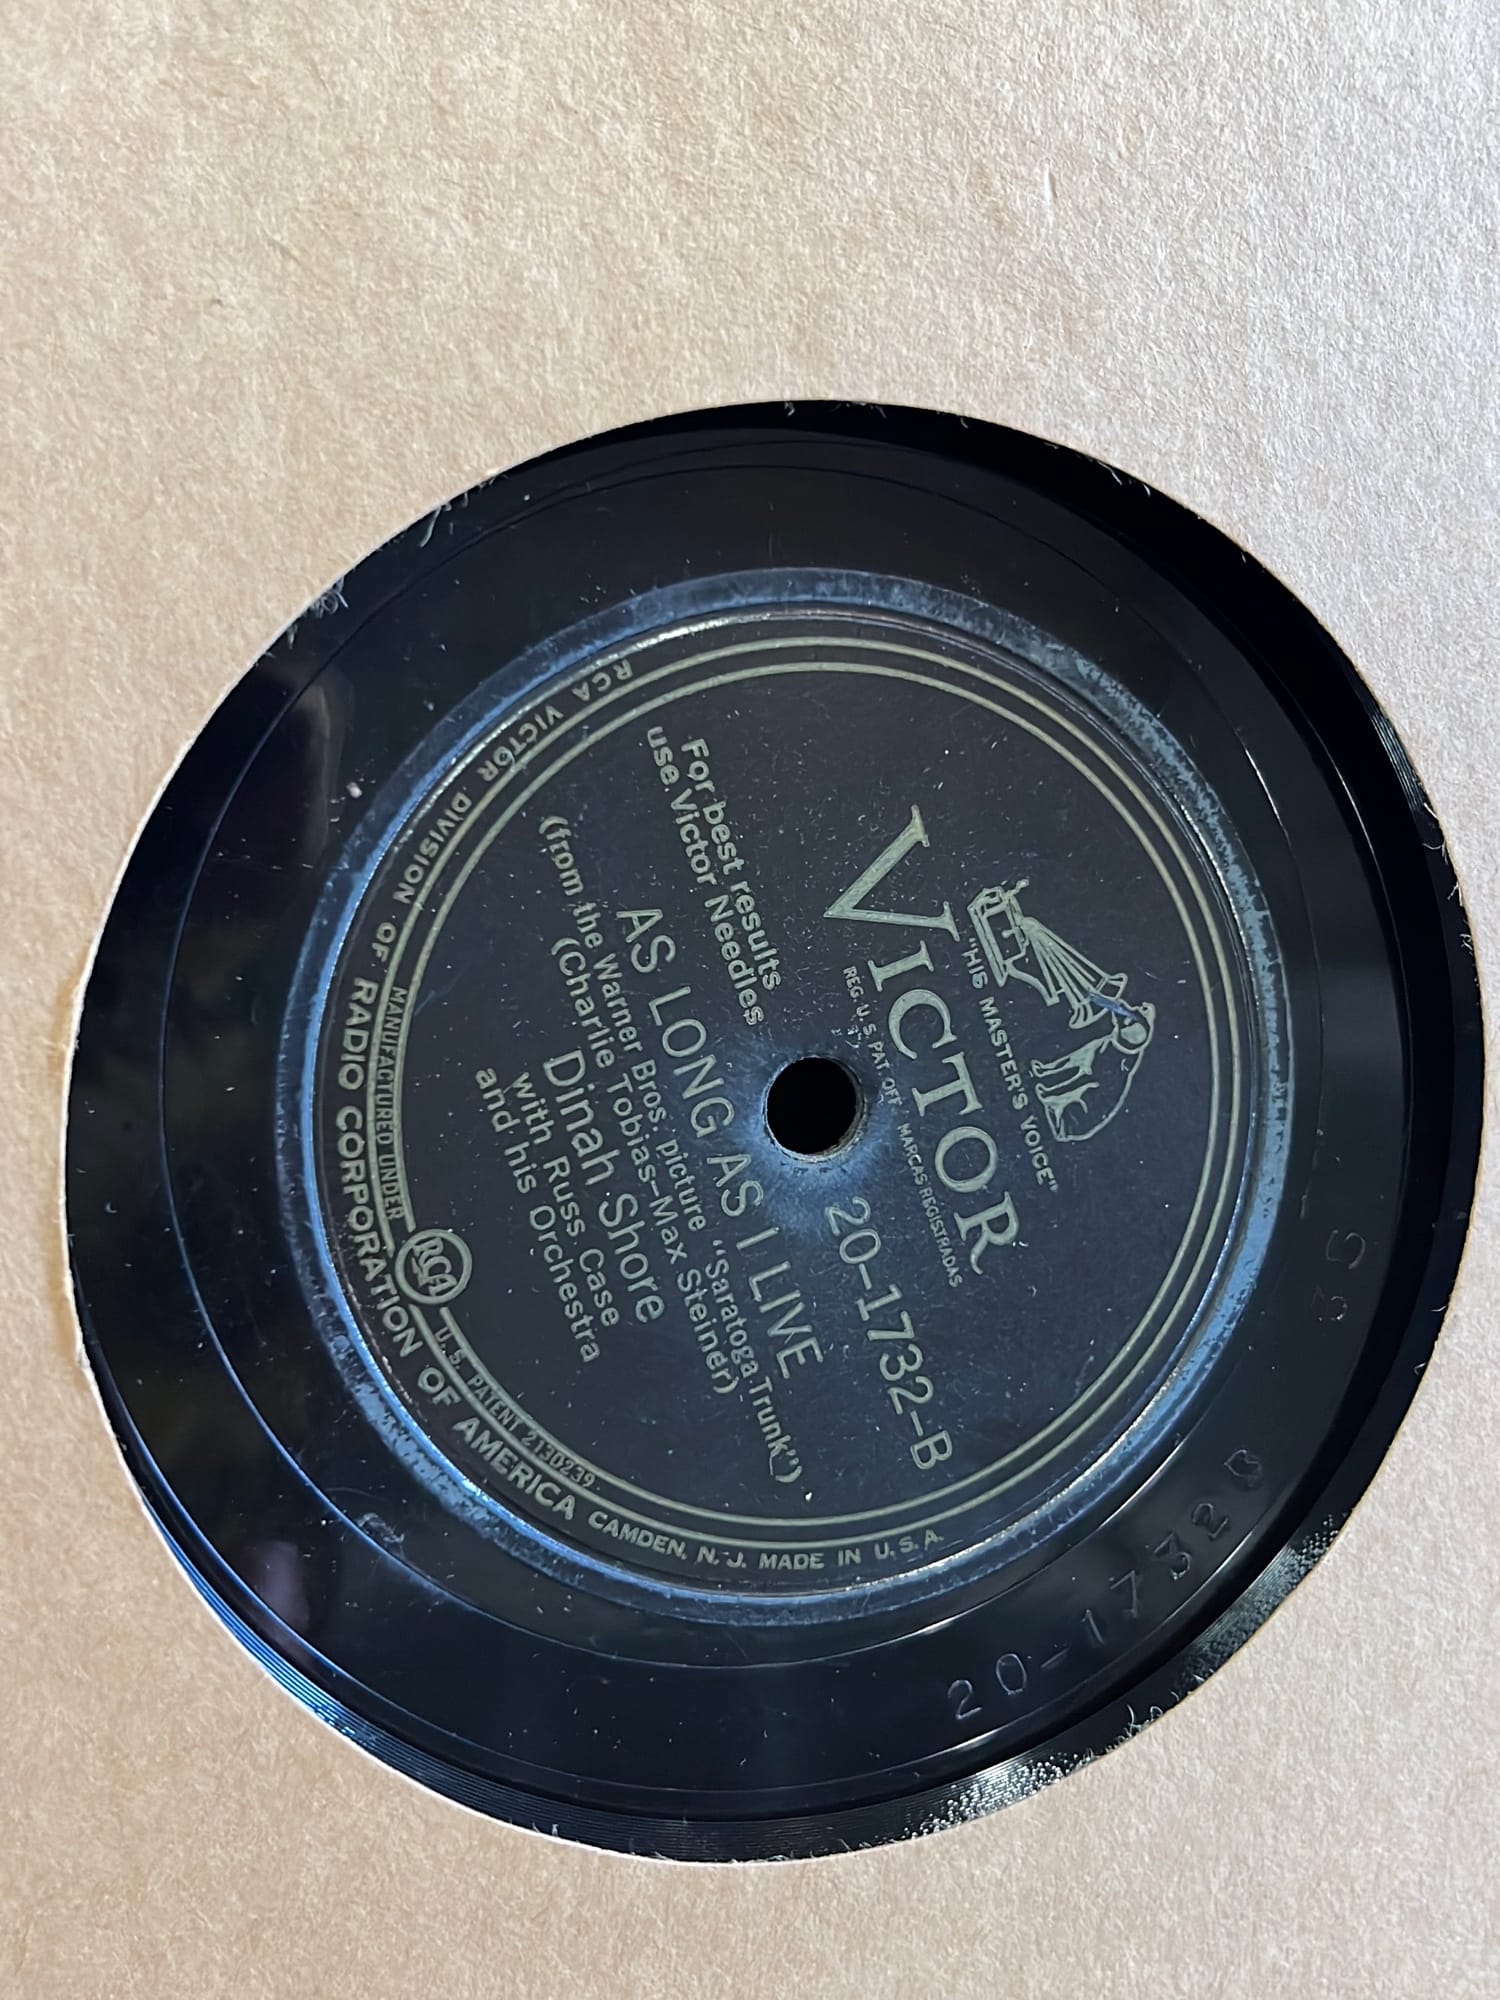 "HIS MASTER'S VOICE"
VICTOR
REG. U.S. PAT. OFF. MARCAS REGISTRADAS
20-1732-B
For best results
use Victor Needles
AS LONG AS I LIVE
(from the Warner Bros. picture "Saratoga Trunk")
(Charlie Tobias-Max Steiner)
Dinah Shore
with Russ Case
and his Orchestra
MANUFACTURED UNDER RCA U.S. PATENT 2130239
RCA VICTOR DIVISION OF RADIO CORPORATION OF AMERICA CAMDEN, N.J. MADE IN U.S.A.
20-1732 B